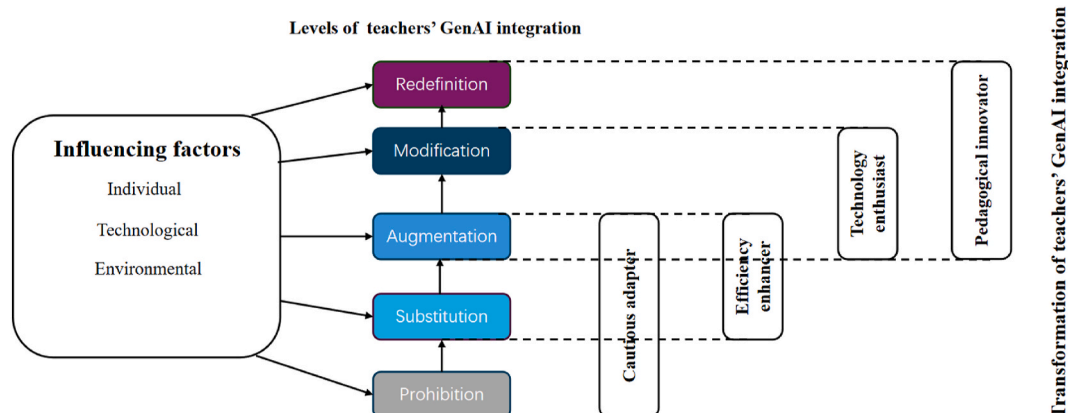 Levels of teachers’ GenAI integration
Influencing factors
Individual
Technological
Environmental
Redefinition
Modification
Augmentation
Substitution
Prohibition
Cautious adapter
Efficiency
enhancer
Technology
enthusiast
Pedagogical innovator
Transformation of teachers’ GenAI integration